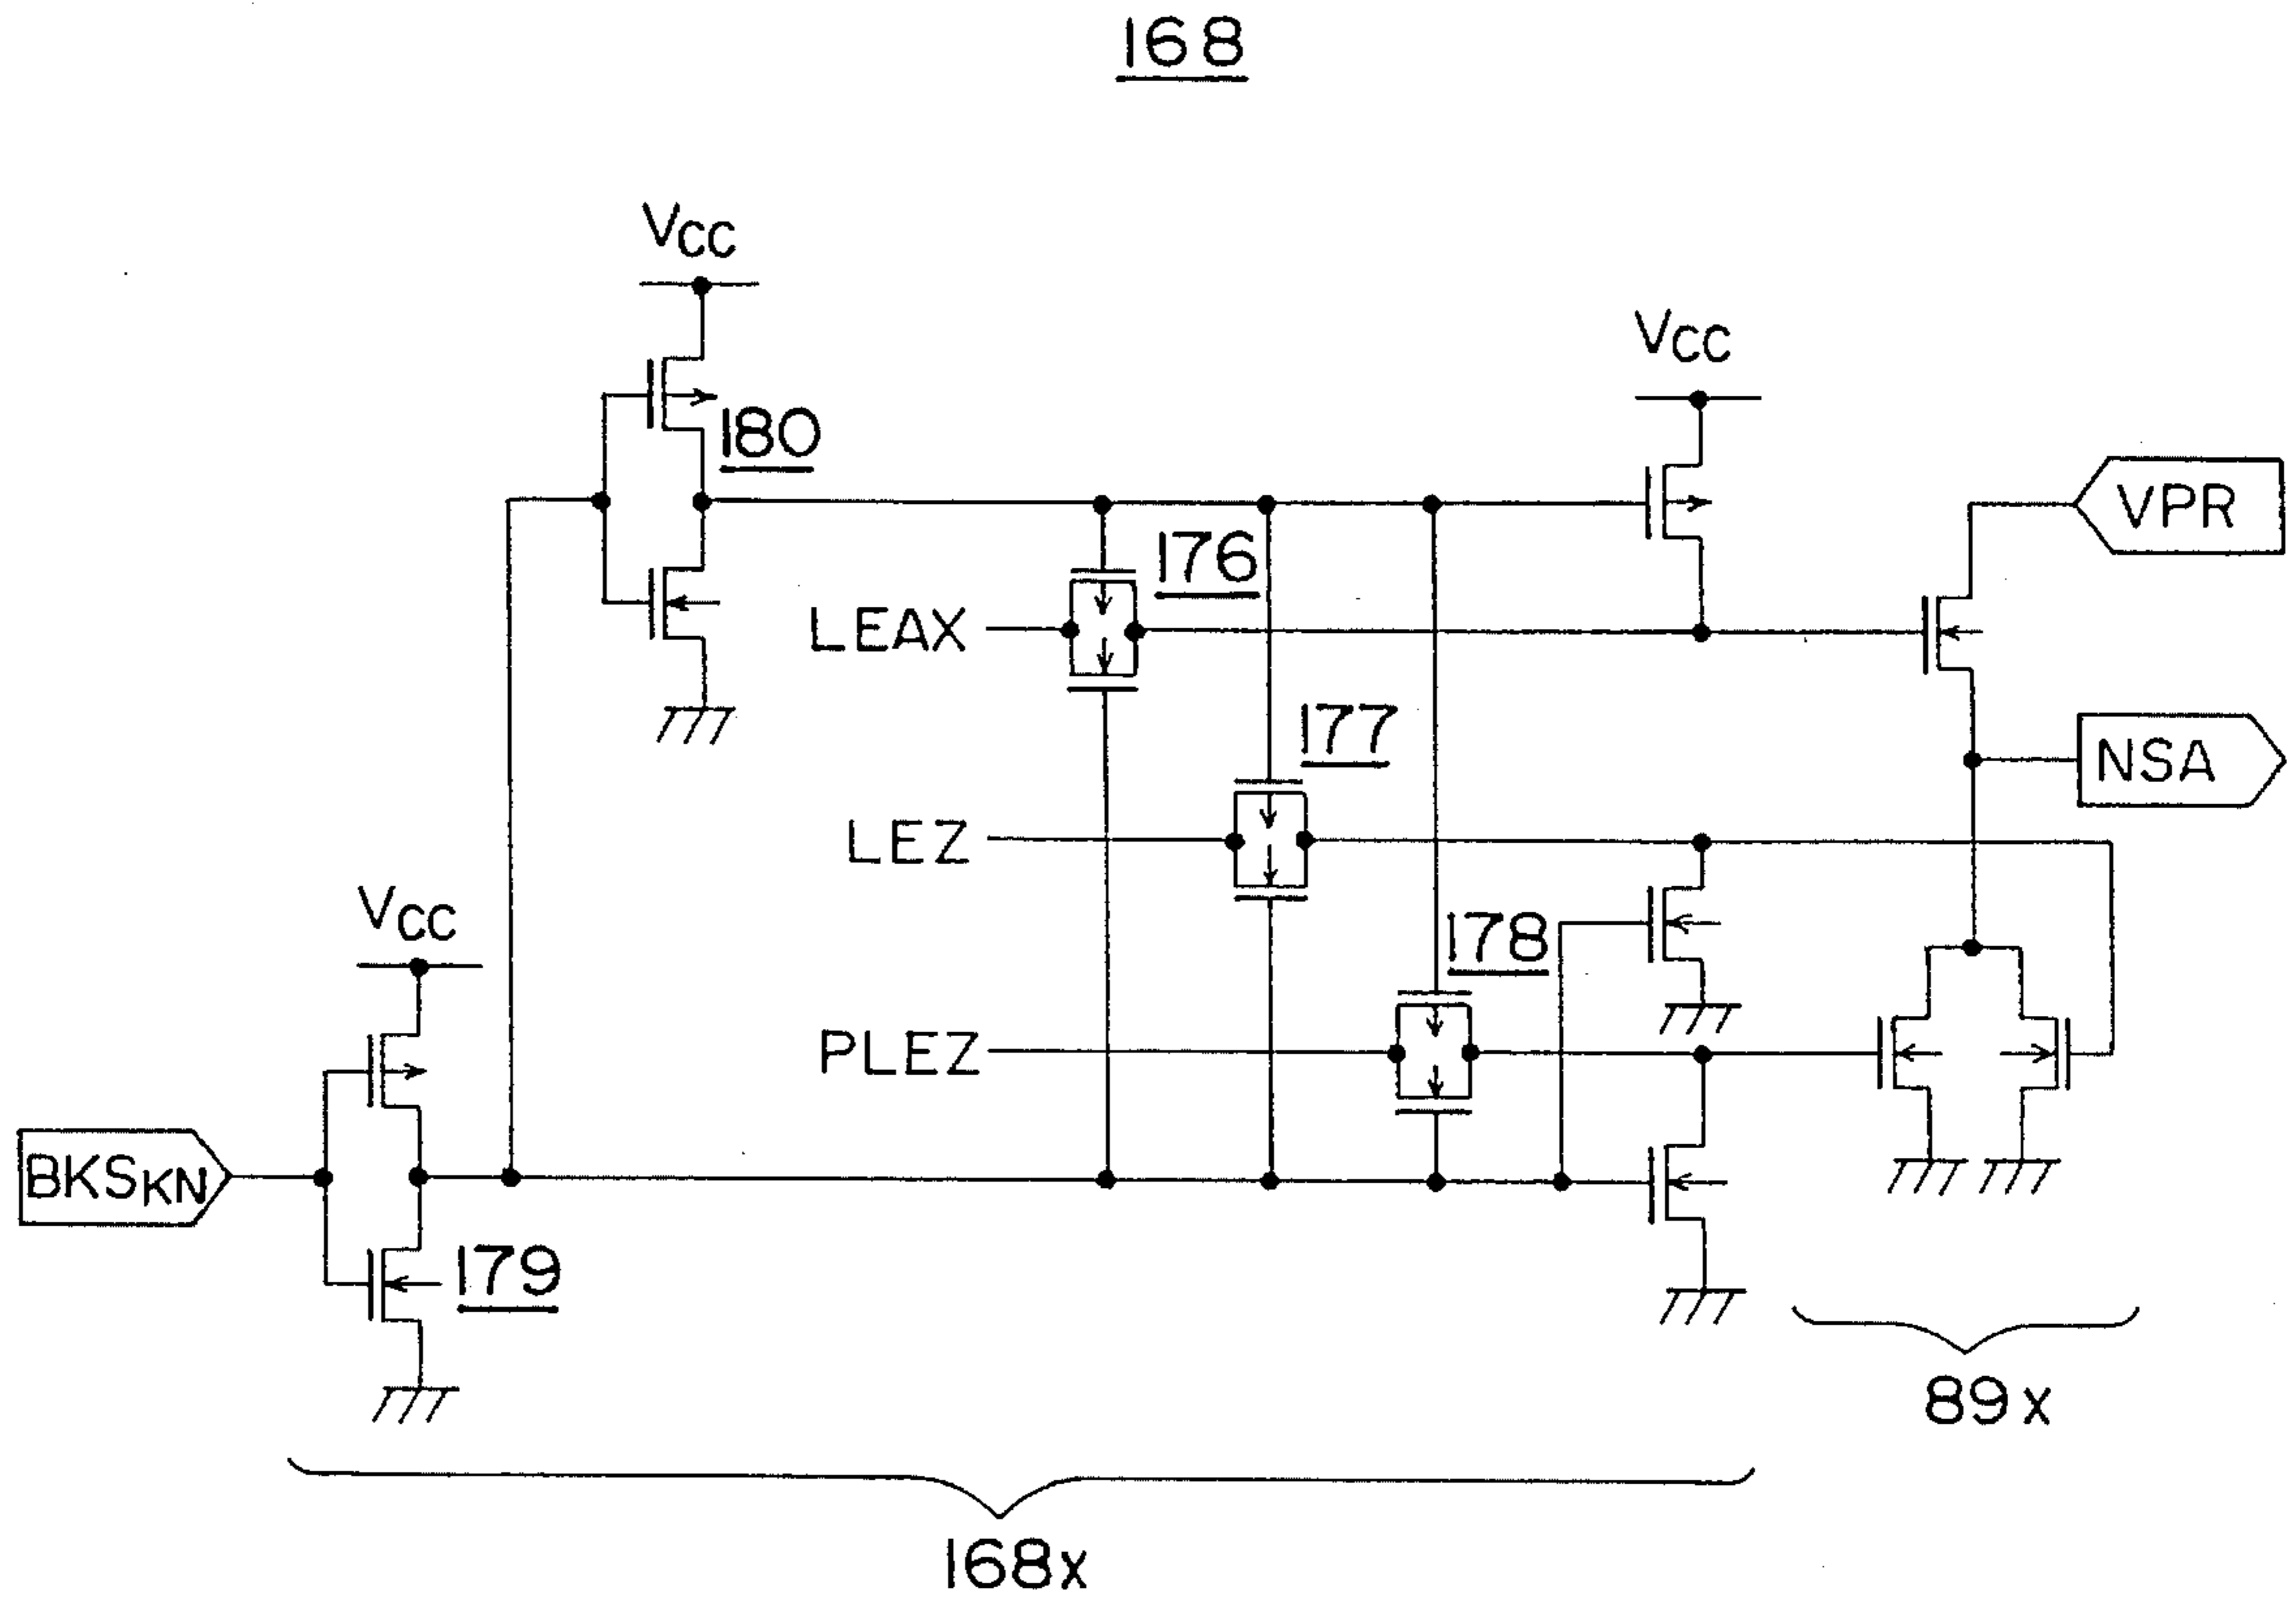 168
VCC
VCC
180
VPR
176
LEAX
177
NSA
LEZ
VCC
178
PLEZ
BKSKN
179
89x
168x